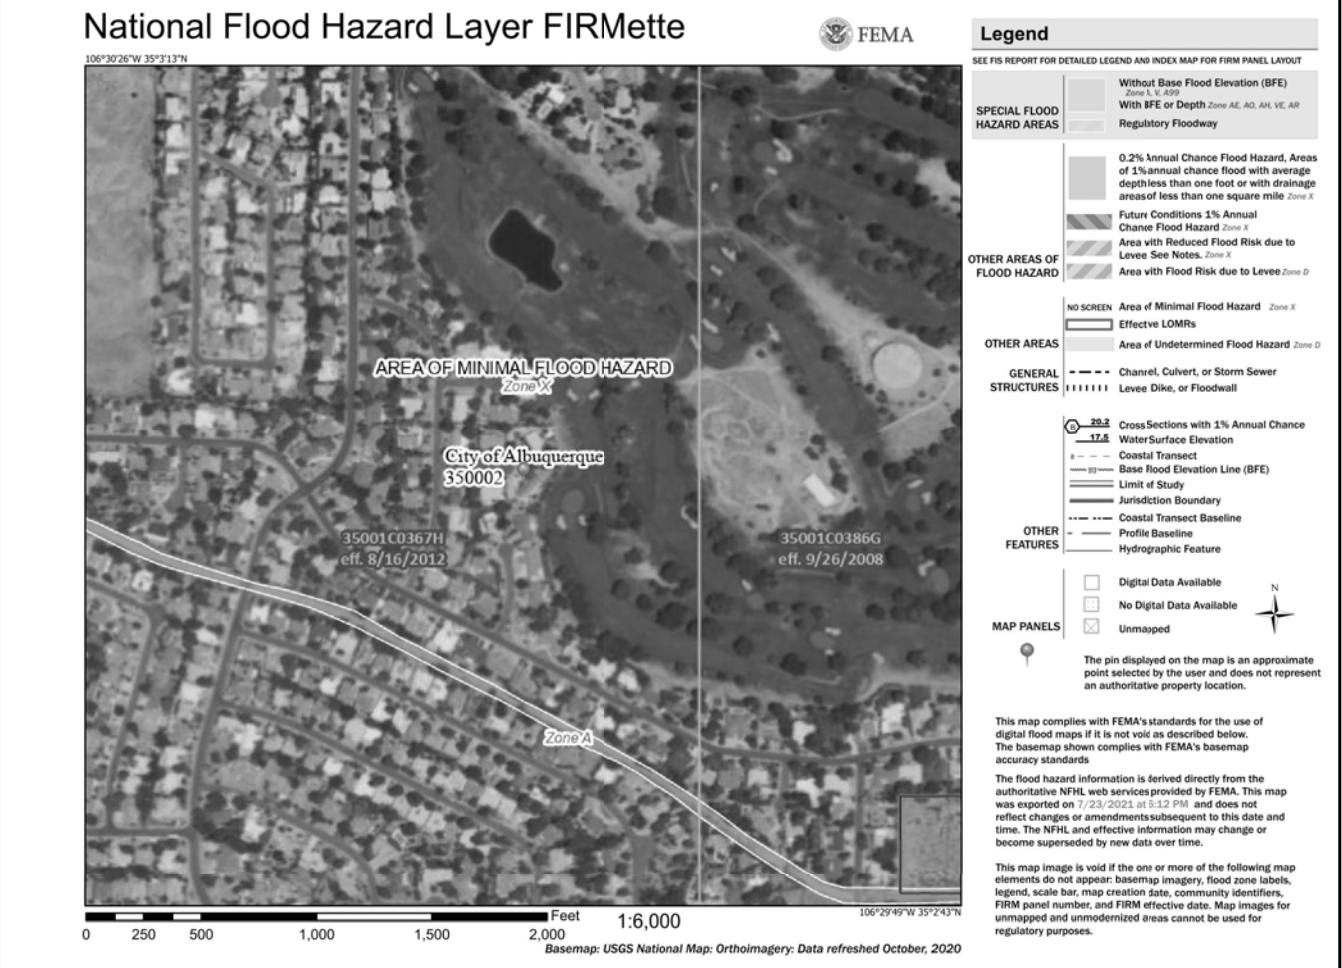 National Flood Hazard Layer FIRMette
FEMA
106°30'26"W 35°3'13"N
AREA OF MINIMAL FLOOD HAZARD
Zone X
City of Albuquerque
350002
35001C0367H
eff. 8/16/2012
35001C0386G
eff. 9/26/2008
Zone A
106°29'49"W 35°2'43"N
0 250 500 1,000 1,500 2,000
Feet
1:6,000
Basemap: USGS National Map: Orthoimagery: Data refreshed October, 2020
Legend
SEE FIS REPORT FOR DETAILED LEGEND AND INDEX MAP FOR FIRM PANEL LAYOUT
SPECIAL FLOOD
HAZARD AREAS
Without Base Flood Elevation (BFE)
Zone A, V, A99
With BFE or Depth Zone AE, AO, AH, VE, AR
Regulatory Floodway
OTHER AREAS OF
FLOOD HAZARD
0.2% Annual Chance Flood Hazard, Areas
of 1% annual chance flood with average
depth less than one foot or with drainage
areas of less than one square mile Zone X
Future Conditions 1% Annual
Chance Flood Hazard Zone X
Area with Reduced Flood Risk due to
Levee See Notes. Zone X
Area with Flood Risk due to Levee Zone D
OTHER AREAS
NO SCREEN Area of Minimal Flood Hazard Zone X
Effective LOMRs
Area of Undetermined Flood Hazard Zone D
GENERAL
STRUCTURES
Channel, Culvert, or Storm Sewer
Levee Dike, or Floodwall
OTHER
FEATURES
B 20.2 Cross Sections with 1% Annual Chance
17.5 Water Surface Elevation
8 Coastal Transect
513 Base Flood Elevation Line (BFE)
Limit of Study
Jurisdiction Boundary
Coastal Transect Baseline
Profile Baseline
Hydrographic Feature
MAP PANELS
Digital Data Available
No Digital Data Available
Unmapped
N
The pin displayed on the map is an approximate
point selected by the user and does not represent
an authoritative property location.
This map complies with FEMA's standards for the use of
digital flood maps if it is not void as described below.
The basemap shown complies with FEMA's basemap
accuracy standards
The flood hazard information is derived directly from the
authoritative NFHL web services provided by FEMA. This map
was exported on 7/23/2021 at 6:12 PM and does not
reflect changes or amendments subsequent to this date and
time. The NFHL and effective information may change or
become superseded by new data over time.
This map image is void if the one or more of the following map
elements do not appear: basemap imagery, flood zone labels,
legend, scale bar, map creation date, community identifiers,
FIRM panel number, and FIRM effective date. Map images for
unmapped and unmodernized areas cannot be used for
regulatory purposes.